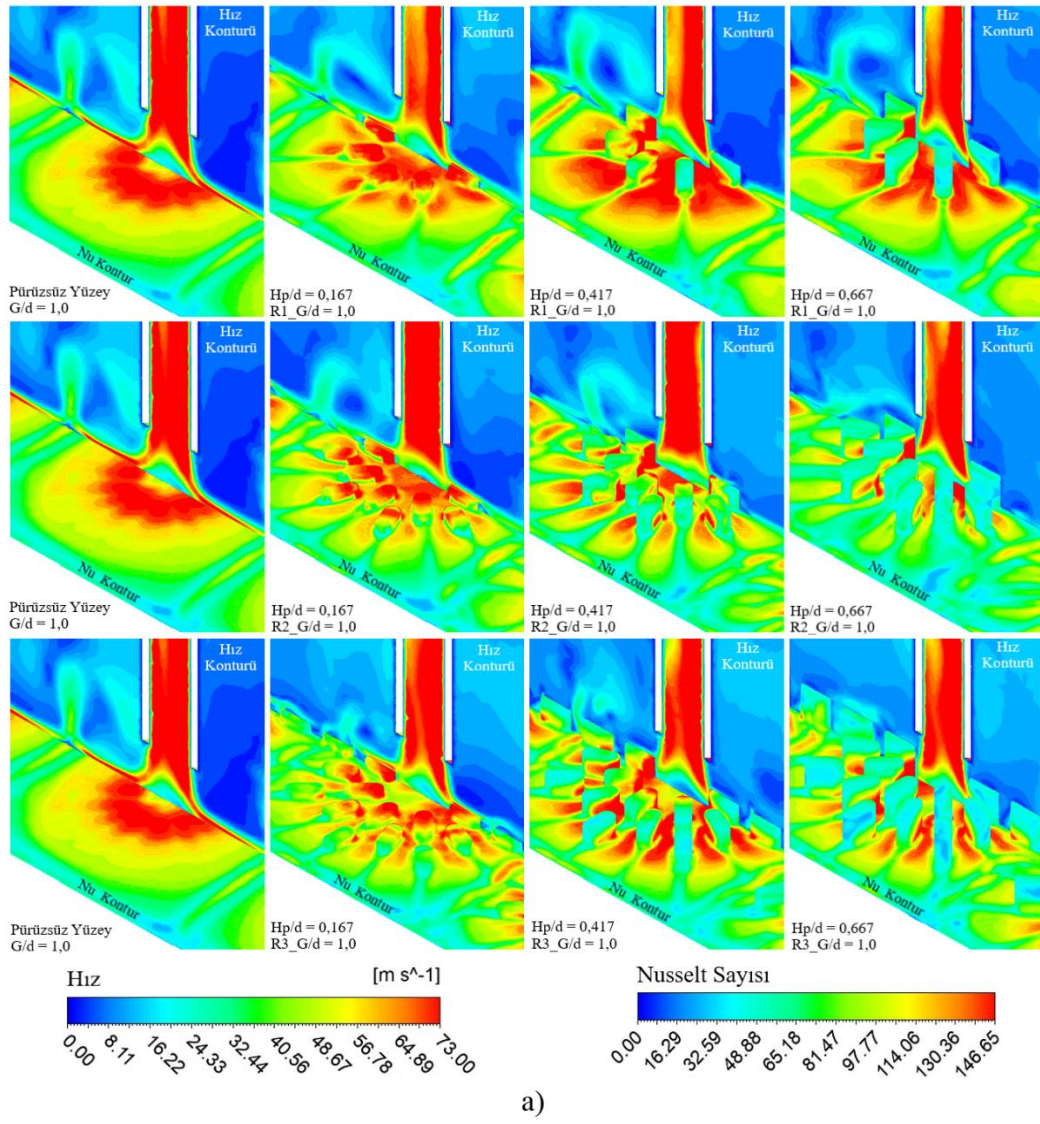 Hız
Konturü
Nu Kontur
Pürüzsüz Yüzey
G/d = 1,0
Hız
Konturü
Nu Kontur
Hp/d = 0,167
R1_G/d = 1,0
Hız
Konturü
Nu Kontur
Hp/d = 0,417
R1_G/d = 1,0
Hız
Konturü
Nu Kontur
Hp/d = 0,667
R1_G/d = 1,0
Hız
Konturü
Nu Kontur
Pürüzsüz Yüzey
G/d = 1,0
Hız
Konturü
Nu Kontur
Hp/d = 0,167
R2_G/d = 1,0
Hız
Konturü
Nu Kontur
Hp/d = 0,417
R2_G/d = 1,0
Hız
Konturü
Nu Kontur
Hp/d = 0,667
R2_G/d = 1,0
Hız
Konturü
Nu Kontur
Pürüzsüz Yüzey
G/d = 1,0
Hız
Konturü
Nu Kontur
Hp/d = 0,167
R3_G/d = 1,0
Hız
Konturü
Nu Kontur
Hp/d = 0,417
R3_G/d = 1,0
Hız
Konturü
Nu Kontur
Hp/d = 0,667
R3_G/d = 1,0
Hız [m s^-1]
0.00 8.11 16.22 24.33 32.44 40.56 48.67 56.78 64.89 73.00
Nusselt Sayısı
0.00 16.29 32.59 48.88 65.18 81.47 97.77 114.06 130.36 146.65
a)